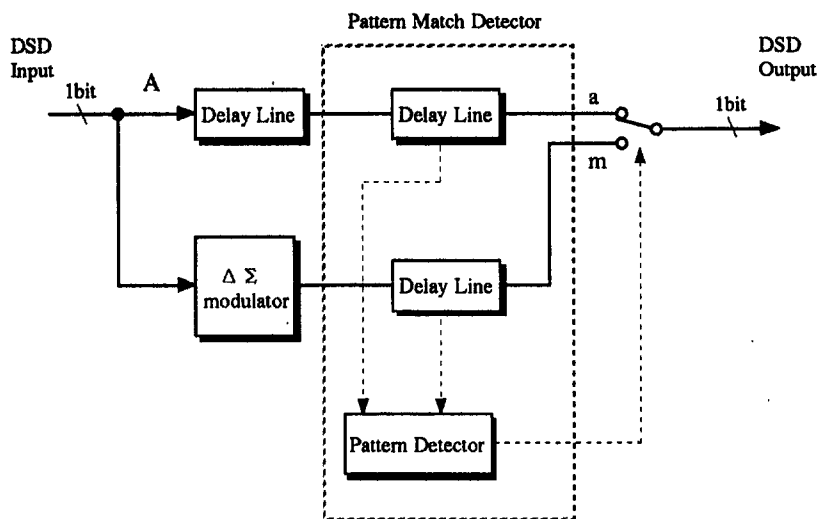 Pattern Match Detector
DSD
Input
DSD
Output
1bit
A
Delay Line
Delay Line
a
1bit
m
Δ Σ
modulator
Delay Line
Pattern Detector